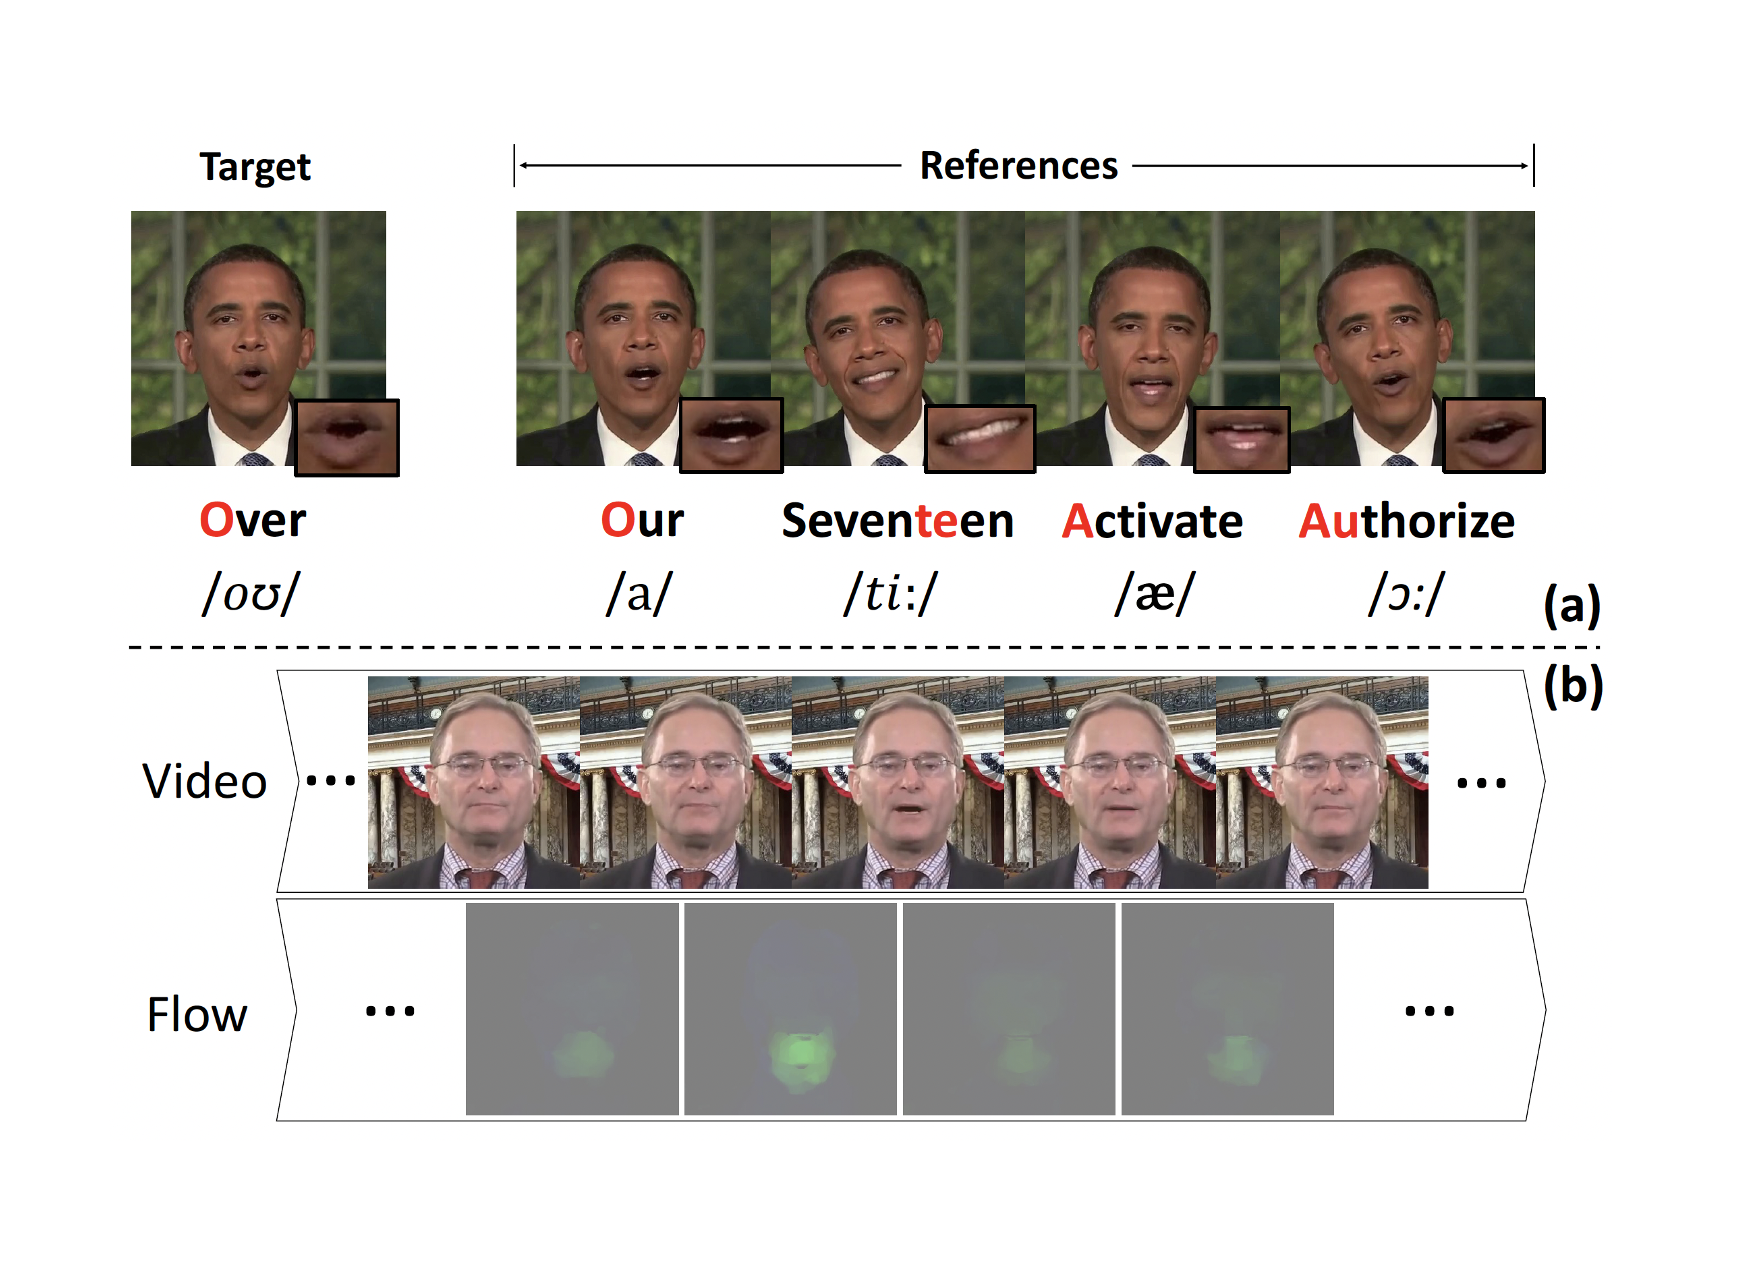 Target
References
Over
Our
Seventeen
Activate
Authorize
/oʊ/
/a/
/ti:/
/æ/
/ɔ:/
(a)
(b)
Video
...
...
Flow
...
...